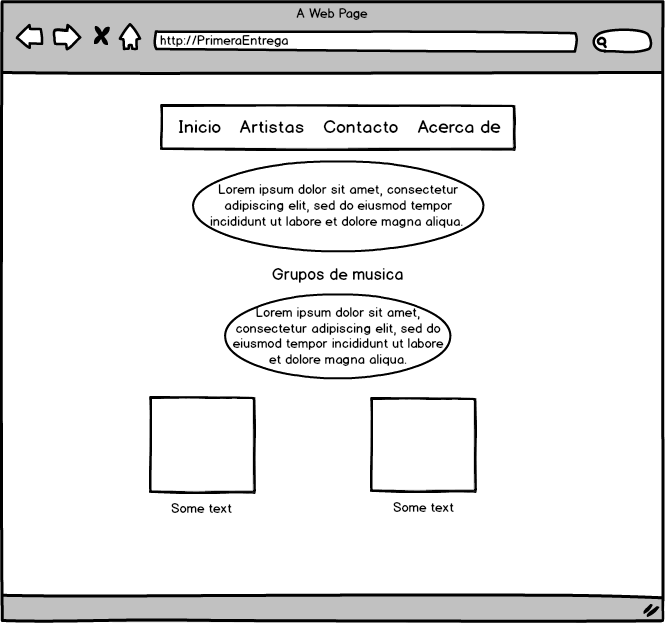 A Web Page
http://PrimeraEntrega
Inicio Artistas Contacto Acerca de
Lorem ipsum dolor sit amet, consectetur
adipiscing elit, sed do eiusmod tempor
incididunt ut labore et dolore magna aliqua.
Grupos de musica
Lorem ipsum dolor sit amet,
consectetur adipiscing elit, sed do
eiusmod tempor incididunt ut labore
et dolore magna aliqua.
Some text
Some text